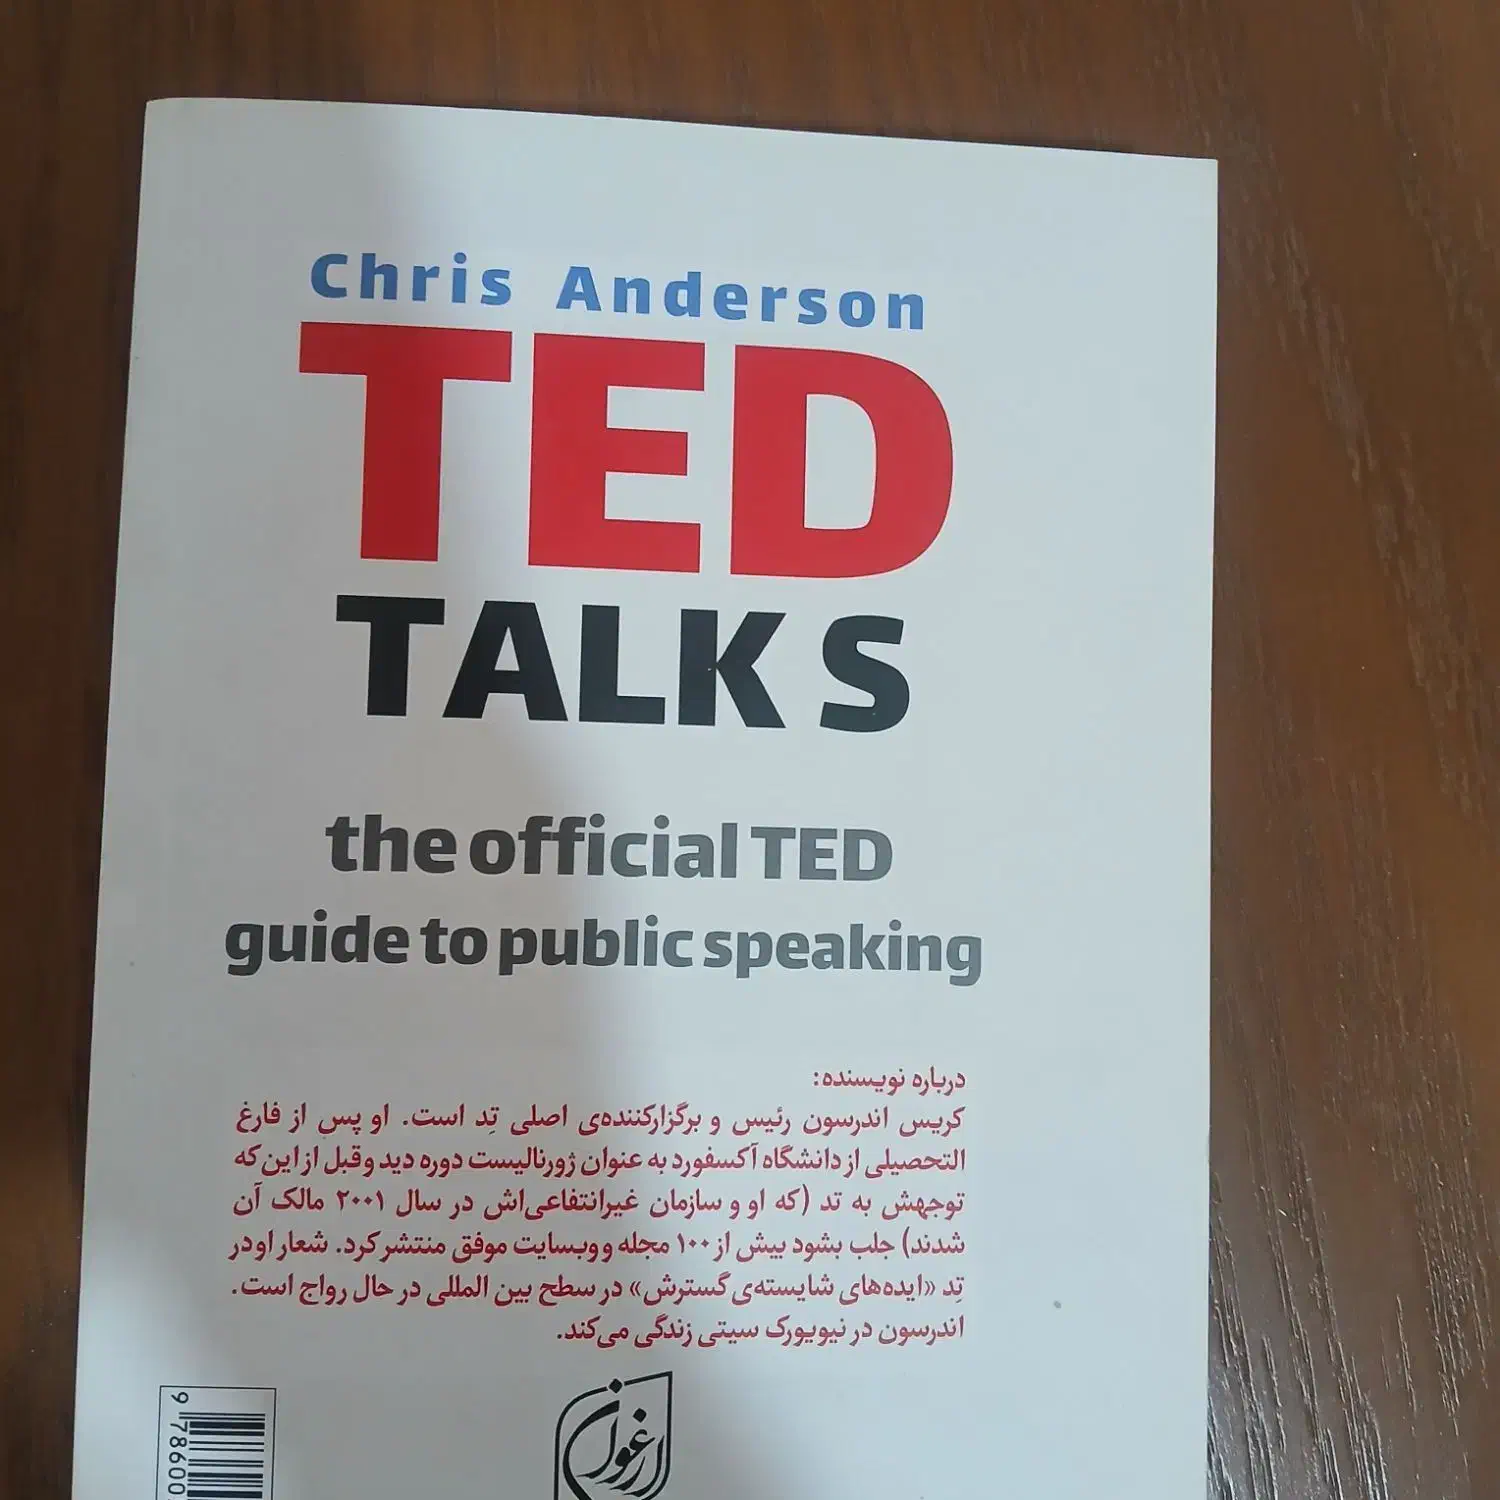 Chris Anderson
TED
TALKS
the official TED
guide to public speaking
درباره نویسنده:
کریس اندرسون رئیس و برگزارکننده‌ی اصلی تِد است. او پس از فارغ
التحصیلی از دانشگاه آکسفورد به عنوان ژورنالیست دوره دید و قبل از این که
توجهش به تد (که او و سازمان غیرانتفاعی‌اش در سال ۲۰۰۱ مالک آن
شدند) جلب بشود بیش از ۱۰۰ مجله و وبسایت موفق منتشر کرد. شعار او در
تِد «ایده‌های شایسته‌ی گسترش» در سطح بین المللی در حال رواج است.
اندرسون در نیویورک سیتی زندگی می‌کند.
ارغوان
9 78600